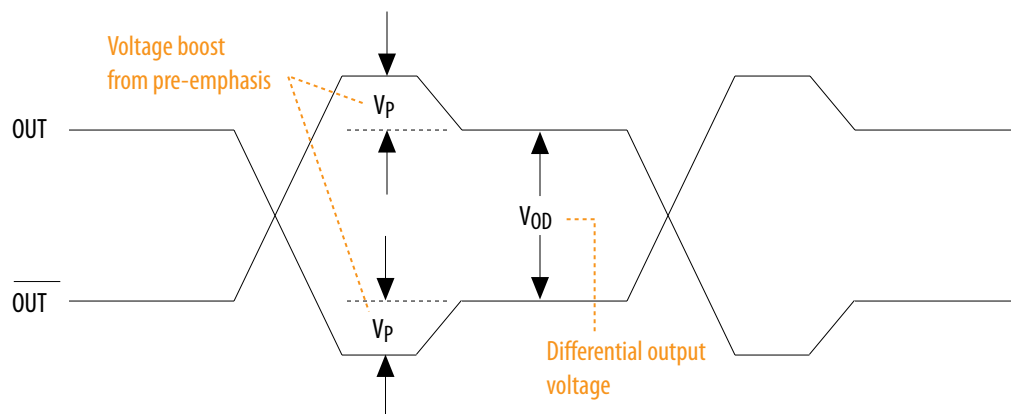 Voltage boost
from pre-emphasis
VP
OUT
VOD
OUT
VP
Differential output
voltage